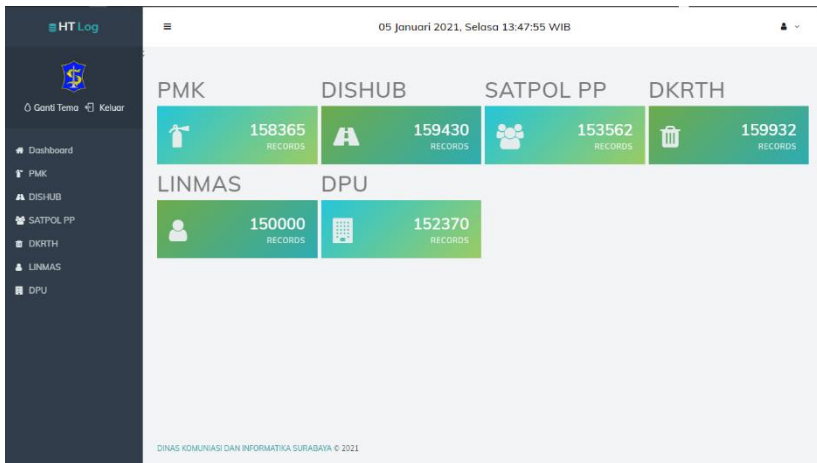 HT Log
05 Januari 2021, Selasa 13:47:55 WIB
Ganti Tema Keluar
Dashboard
PMK
DISHUB
SATPOL PP
DKRTH
LINMAS
DPU
PMK DISHUB SATPOL PP DKRTH
158365 159430 153562 159932
RECORDS RECORDS RECORDS RECORDS
LINMAS DPU
150000 152370
RECORDS RECORDS
DINAS KOMUNIASI DAN INFORMATIKA SURABAYA © 2021